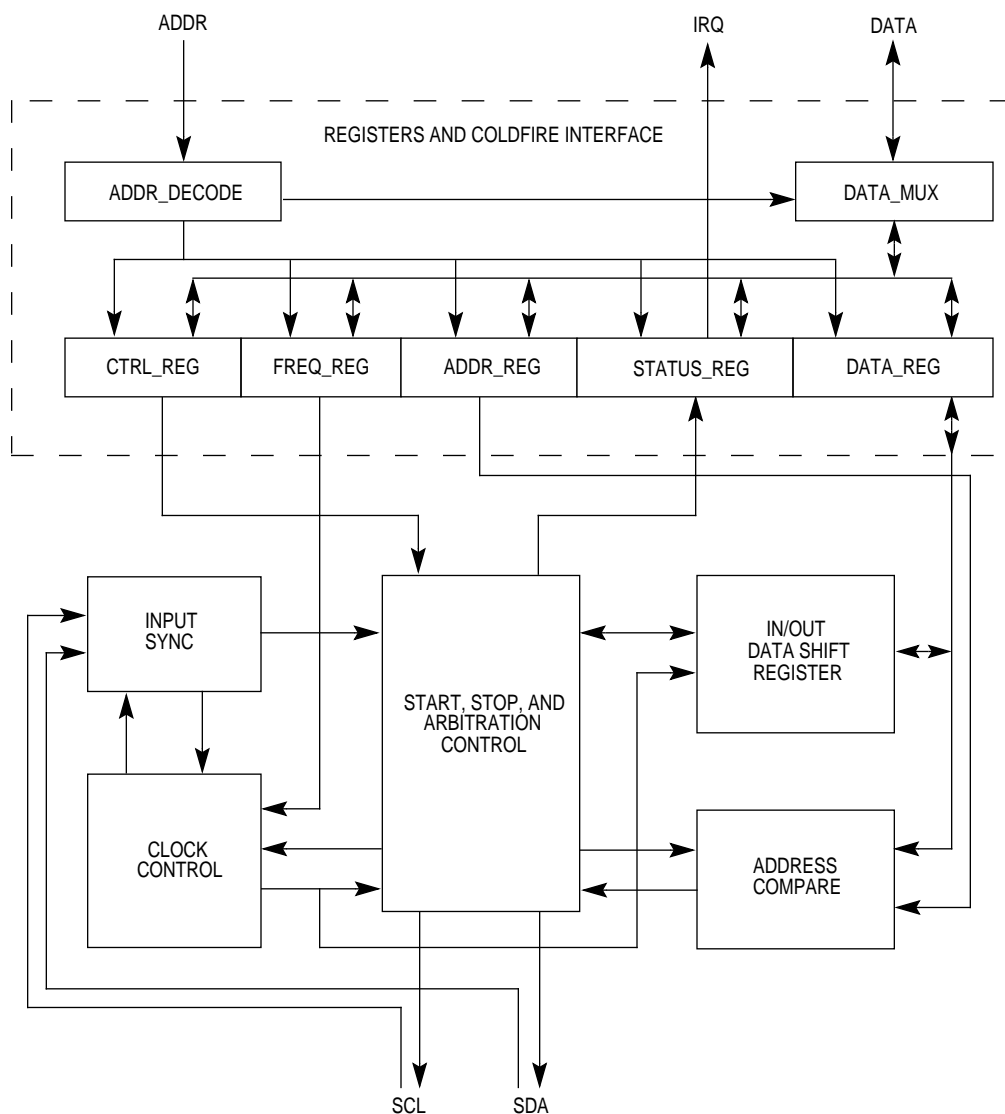 ADDR
IRQ
DATA
REGISTERS AND COLDFIRE INTERFACE
ADDR_DECODE
DATA_MUX
CTRL_REG
FREQ_REG
ADDR_REG
STATUS_REG
DATA_REG
INPUT
SYNC
START, STOP, AND
ARBITRATION
CONTROL
IN/OUT
DATA SHIFT
REGISTER
CLOCK
CONTROL
ADDRESS
COMPARE
SCL
SDA